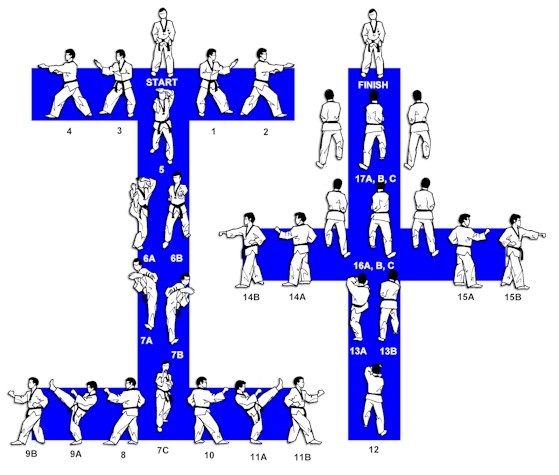 START
FINISH
4
3
1
2
5
17A, B, C
6A
6B
16A, B, C
14B
14A
15A
15B
7A
7B
13A
13B
9B
9A
8
7C
10
11A
11B
12